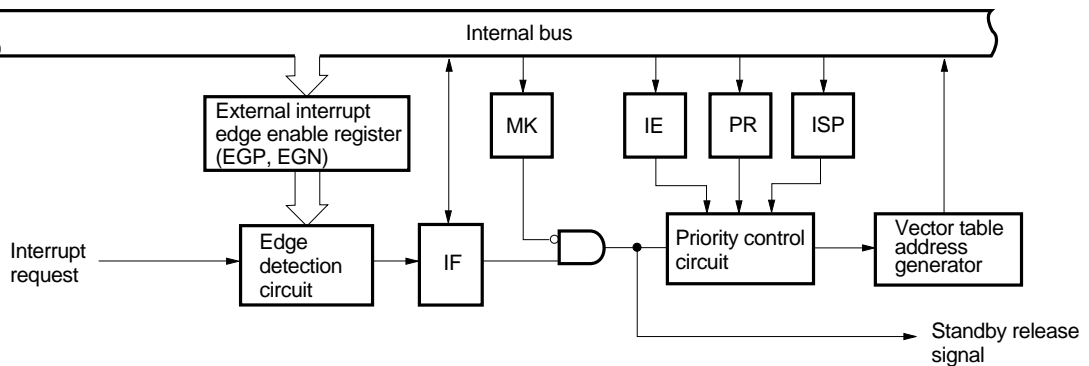 Internal bus
External interrupt
edge enable register
(EGP, EGN)
MK
IE
PR
ISP
Interrupt
request
Edge
detection
circuit
IF
Priority control
circuit
Vector table
address
generator
Standby release
signal